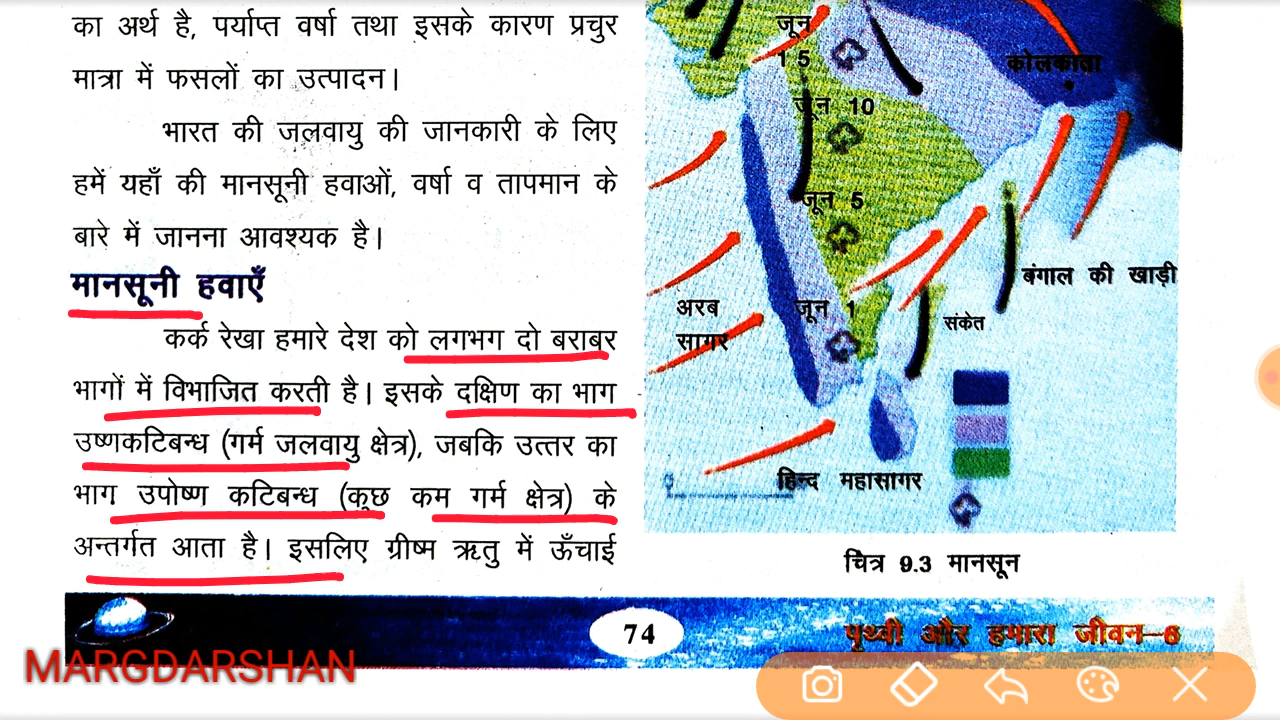 का अर्थ है, पर्याप्त वर्षा तथा इसके कारण प्रचुर
मात्रा में फसलों का उत्पादन।
भारत की जलवायु की जानकारी के लिए
हमें यहाँ की मानसूनी हवाओं, वर्षा व तापमान के
बारे में जानना आवश्यक है।
मानसूनी हवाएँ
कर्क रेखा हमारे देश को लगभग दो बराबर
भागों में विभाजित करती है। इसके दक्षिण का भाग
उष्णकटिबन्ध (गर्म जलवायु क्षेत्र), जबकि उत्तर का
भाग उपोष्ण कटिबन्ध (कुछ कम गर्म क्षेत्र) के
अन्तर्गत आता है। इसलिए ग्रीष्म ऋतु में ऊँचाई
जून
15
कोलकाता
जून 10
जून 5
बंगाल की खाड़ी
अरब
सागर
जून 1
संकेत
हिन्द महासागर
चित्र 9.3 मानसून
74
पृथ्वी और हमारा जीवन-6
MARGDARSHAN